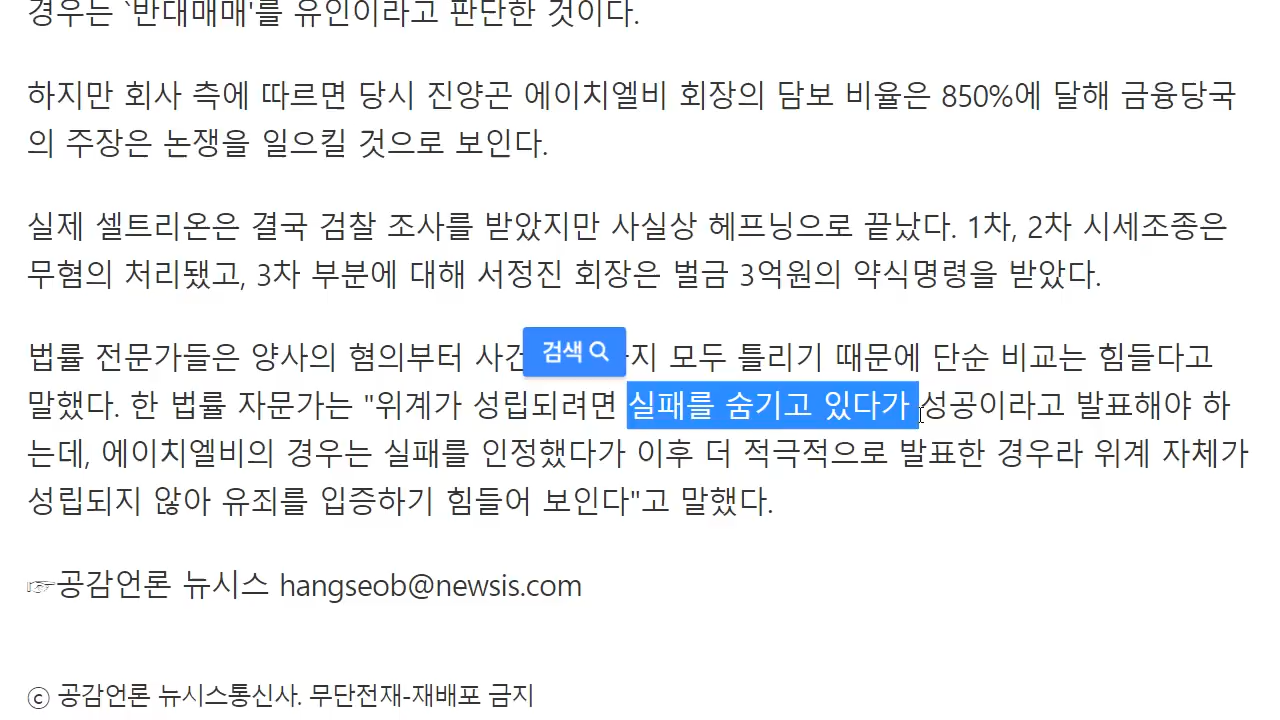 경우는 `반대매매'를 유인이라고 판단한 것이다.
하지만 회사 측에 따르면 당시 진양곤 에이치엘비 회장의 담보 비율은 850%에 달해 금융당국
의 주장은 논쟁을 일으킬 것으로 보인다.
실제 셀트리온은 결국 검찰 조사를 받았지만 사실상 헤프닝으로 끝났다. 1차, 2차 시세조종은
무혐의 처리됐고, 3차 부분에 대해 서정진 회장은 벌금 3억원의 약식명령을 받았다.
검색
법률 전문가들은 양사의 혐의부터 사건 지 모두 틀리기 때문에 단순 비교는 힘들다고
말했다. 한 법률 자문가는 "위계가 성립되려면 실패를 숨기고 있다가 성공이라고 발표해야 하
는데, 에이치엘비의 경우는 실패를 인정했다가 이후 더 적극적으로 발표한 경우라 위계 자체가
성립되지 않아 유죄를 입증하기 힘들어 보인다"고 말했다.
☞공감언론 뉴시스 hangseob@newsis.com
ⓒ 공감언론 뉴시스통신사. 무단전재-재배포 금지